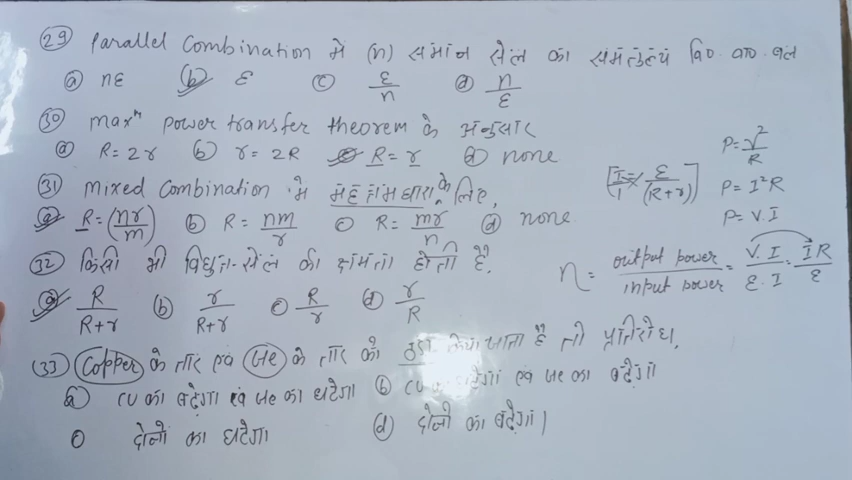 (29) Parallel Combination में (n) समान सेल का समतुल्य वि० वा० बल
(a) nε (b) ε (c) ε/n (d) n/ε
(30) maxᵐ power transfer theorem के अनुसार
(a) R = 2r (b) r = 2R (c) R = r (d) none
P = V²/R
(31) mixed Combination में महत्तम धारा के लिए,
[I/1 = ε/(R+r)] P = I²R
P = V.I
(a) R = (nr/m) (b) R = nm/r (c) R = mr/n (d) none
(32) किसी भी विद्युत-सेल की क्षमता होती है.
η = output power/input power = V.I/ε.I = IR/ε
(a) R/R+r (b) r/R+r (c) R/r (d) r/R
(33) Copper के तार एवं Ge के तार को ठंडा किया जाता है तो प्रतिरोध,
(a) Cu का बढ़ेगा एवं Ge का घटेगा (b) Cu का घटेगा एवं Ge का बढ़ेगा
(c) दोनों का घटेगा (d) दोनों का बढ़ेगा।